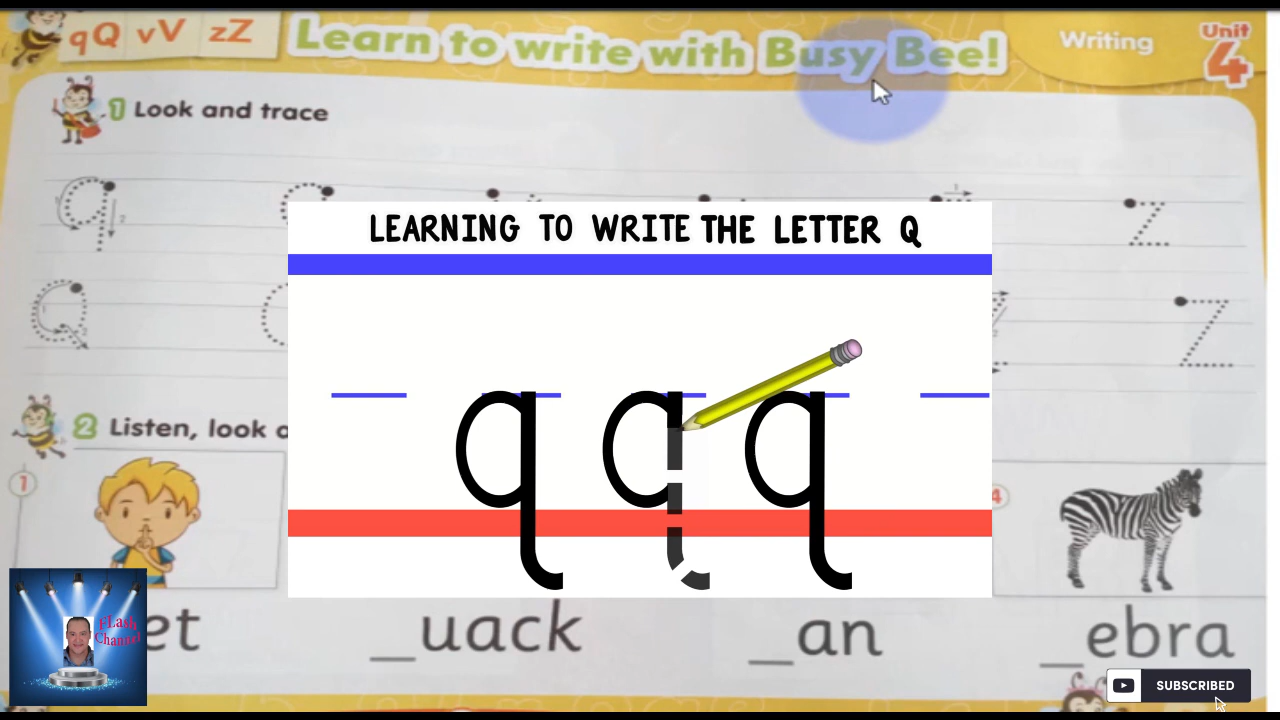 qQ vV zZ
Learn to write with Busy Bee!
Writing
Unit
4
1 Look and trace
q
z
Q
Z
LEARNING TO WRITE THE LETTER Q
q q q
2 Listen, look
1
4
et
_uack
_an
_ebra
FLash
Channel
SUBSCRIBED